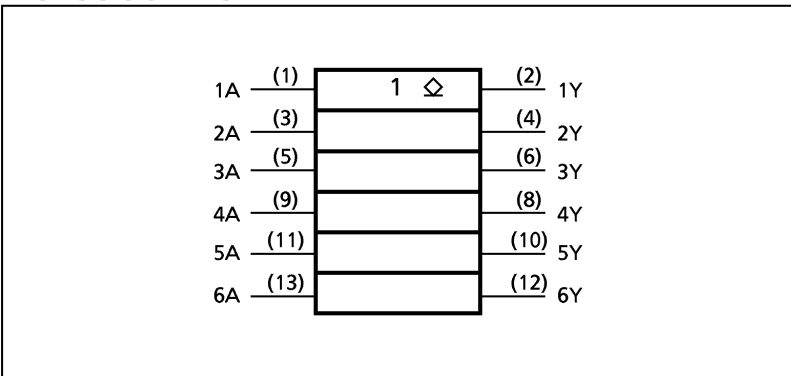 1A (1) 1 (2) 1Y
2A (3) (4) 2Y
3A (5) (6) 3Y
4A (9) (8) 4Y
5A (11) (10) 5Y
6A (13) (12) 6Y